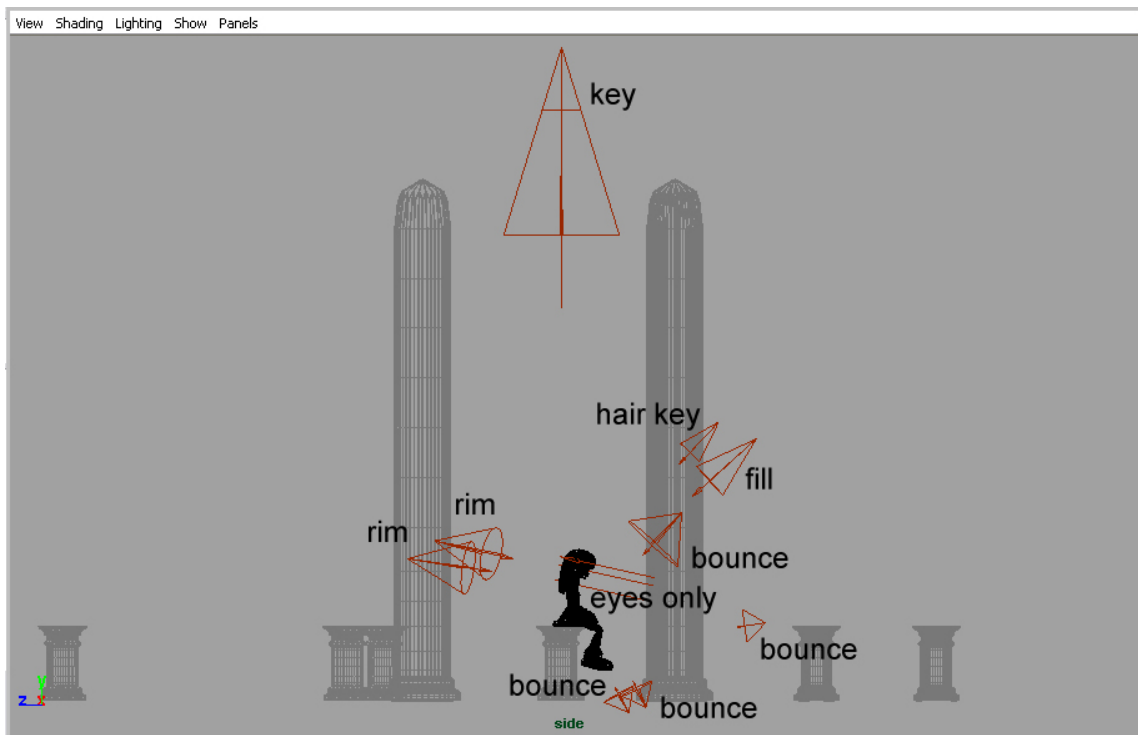 View Shading Lighting Show Panels
key
hair key
fill
rim
rim
bounce
eyes only
bounce
bounce
bounce
y
z x
side